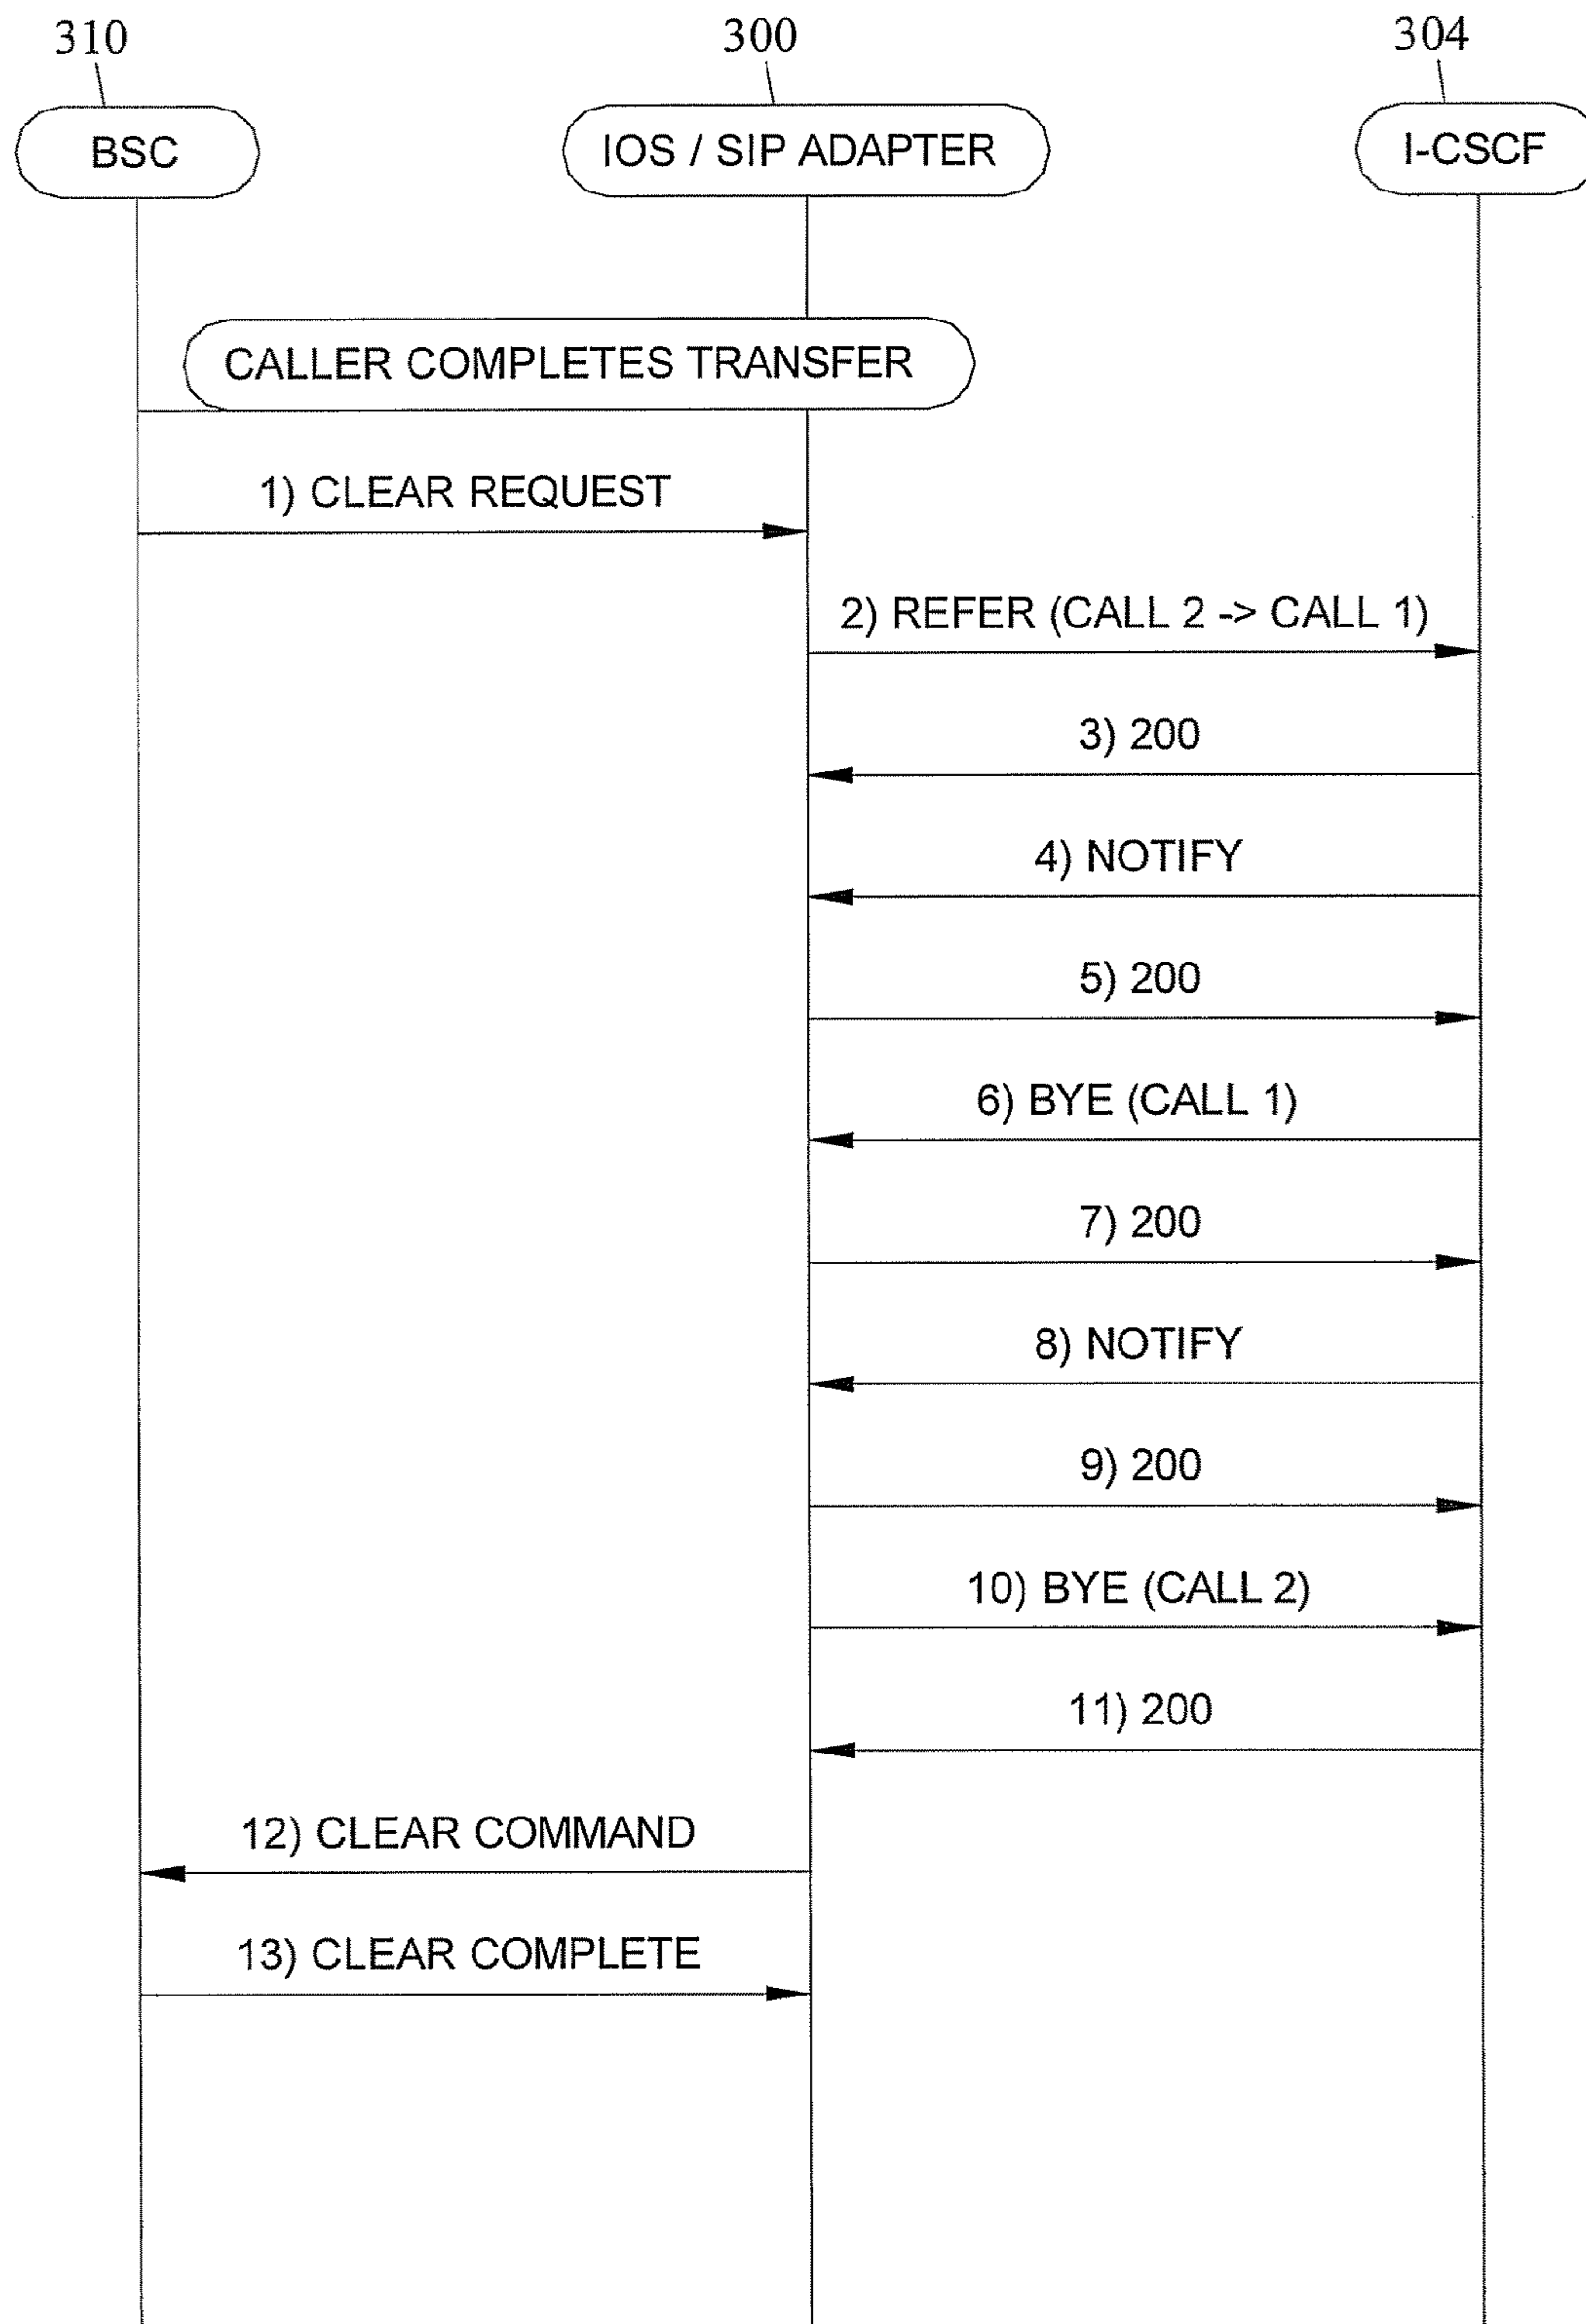 310
300
304
BSC
IOS / SIP ADAPTER
I-CSCF
CALLER COMPLETES TRANSFER
1) CLEAR REQUEST
2) REFER (CALL 2 -> CALL 1)
3) 200
4) NOTIFY
5) 200
6) BYE (CALL 1)
7) 200
8) NOTIFY
9) 200
10) BYE (CALL 2)
11) 200
12) CLEAR COMMAND
13) CLEAR COMPLETE